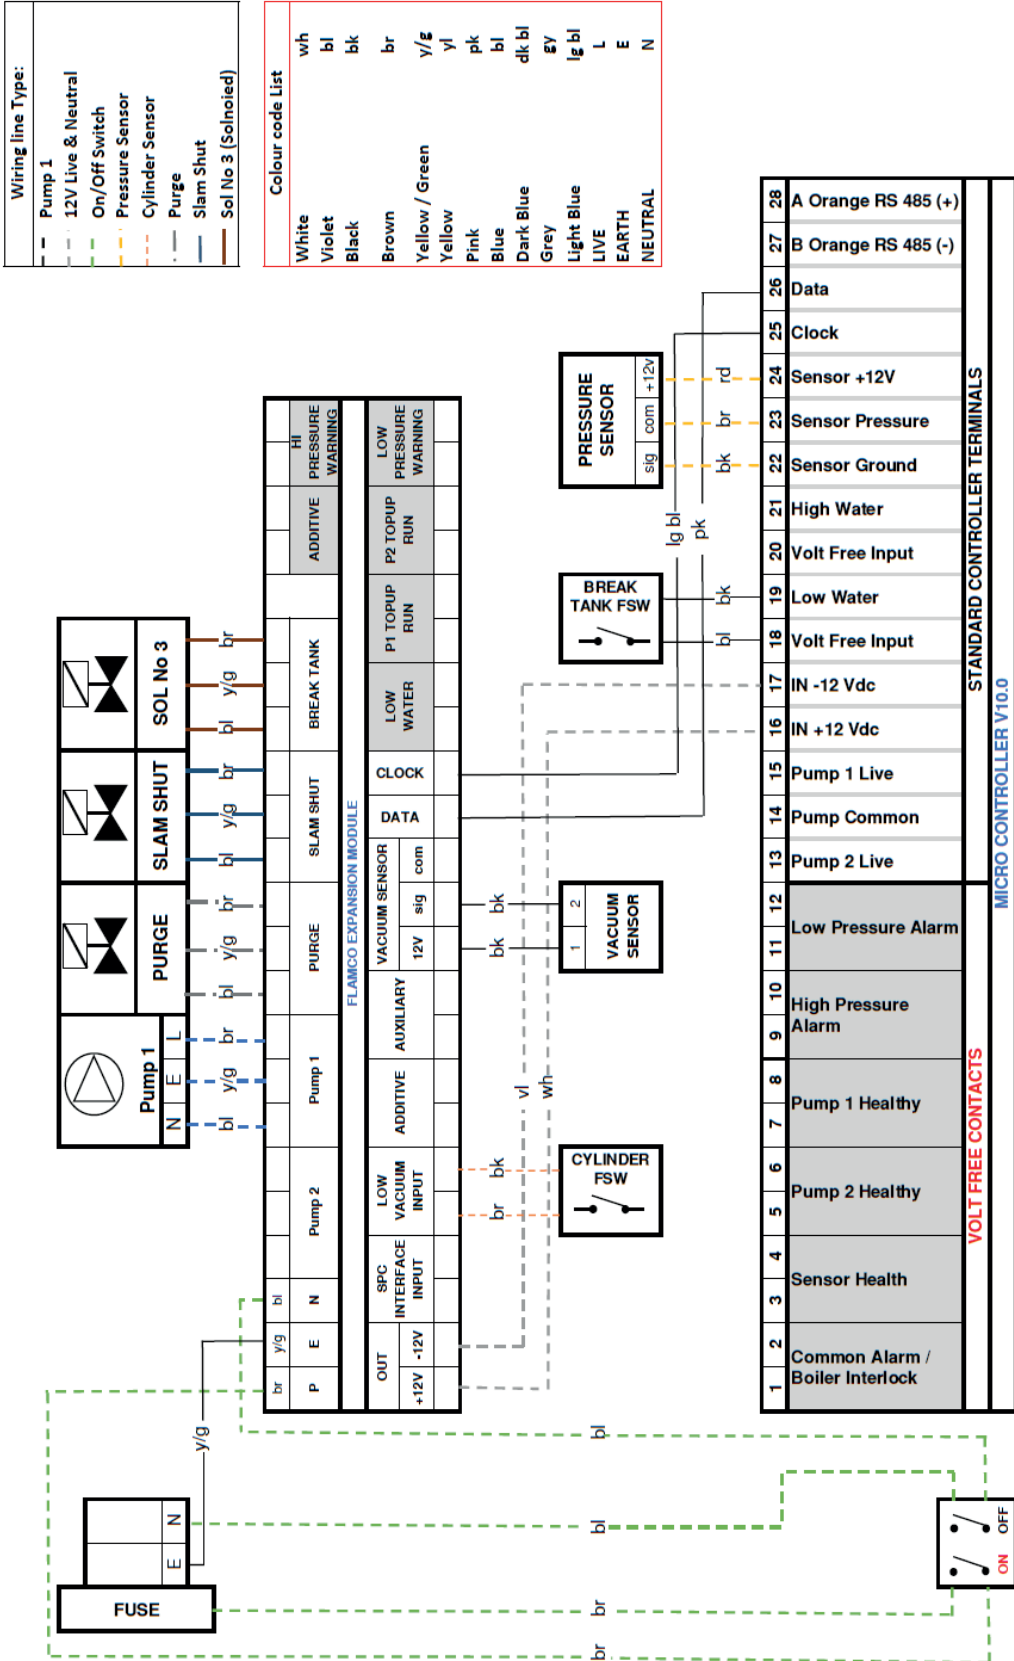 Wiring line Type:
Pump 1
12V Live & Neutral
On/Off Switch
Pressure Sensor
Cylinder Sensor
Purge
Slam Shut
Sol No 3 (Solnoied)
Colour code List
White wh
Violet bl
Black bk
Brown br
Yellow / Green y/g
Yellow yl
Pink pk
Blue bl
Dark Blue dk bl
Grey gy
Light Blue lg bl
LIVE L
EARTH E
NEUTRAL N
SOL No 3
SLAM SHUT
PURGE
Pump 1
N E L
bl y/g br
bl y/g br
bl y/g br
bl y/g br
HI
PRESSURE
WARNING
ADDITIVE
BREAK TANK
SLAM SHUT
PURGE
Pump 1
Pump 2
N
E
P
bl
y/g
br
FLAMCO EXPANSION MODULE
LOW
PRESSURE
WARNING
P2 TOPUP
RUN
P1 TOPUP
RUN
LOW
WATER
CLOCK
DATA
VACUUM SENSOR
12V sig com
AUXILIARY
ADDITIVE
LOW
VACUUM
INPUT
SPC
INTERFACE
INPUT
OUT
+12V -12V
PRESSURE
SENSOR
sig com +12v
bk br rd
lg bl
pk
BREAK
TANK FSW
bl bk
VACUUM
SENSOR
1 2
bk bk
vl
wh
CYLINDER
FSW
br bk
28 A Orange RS 485 (+)
27 B Orange RS 485 (-)
26 Data
25 Clock
24 Sensor +12V
23 Sensor Pressure
22 Sensor Ground
21 High Water
20 Volt Free Input
19 Low Water
18 Volt Free Input
17 IN -12 Vdc
16 IN +12 Vdc
15 Pump 1 Live
14 Pump Common
13 Pump 2 Live
12
11
Low Pressure Alarm
10
9
High Pressure
Alarm
8
7
Pump 1 Healthy
6
5
Pump 2 Healthy
4
3
Sensor Health
2
1
Common Alarm /
Boiler Interlock
STANDARD CONTROLLER TERMINALS
VOLT FREE CONTACTS
MICRO CONTROLLER V10.0
y/g
bl
bl
br
br
E N
FUSE
ON OFF